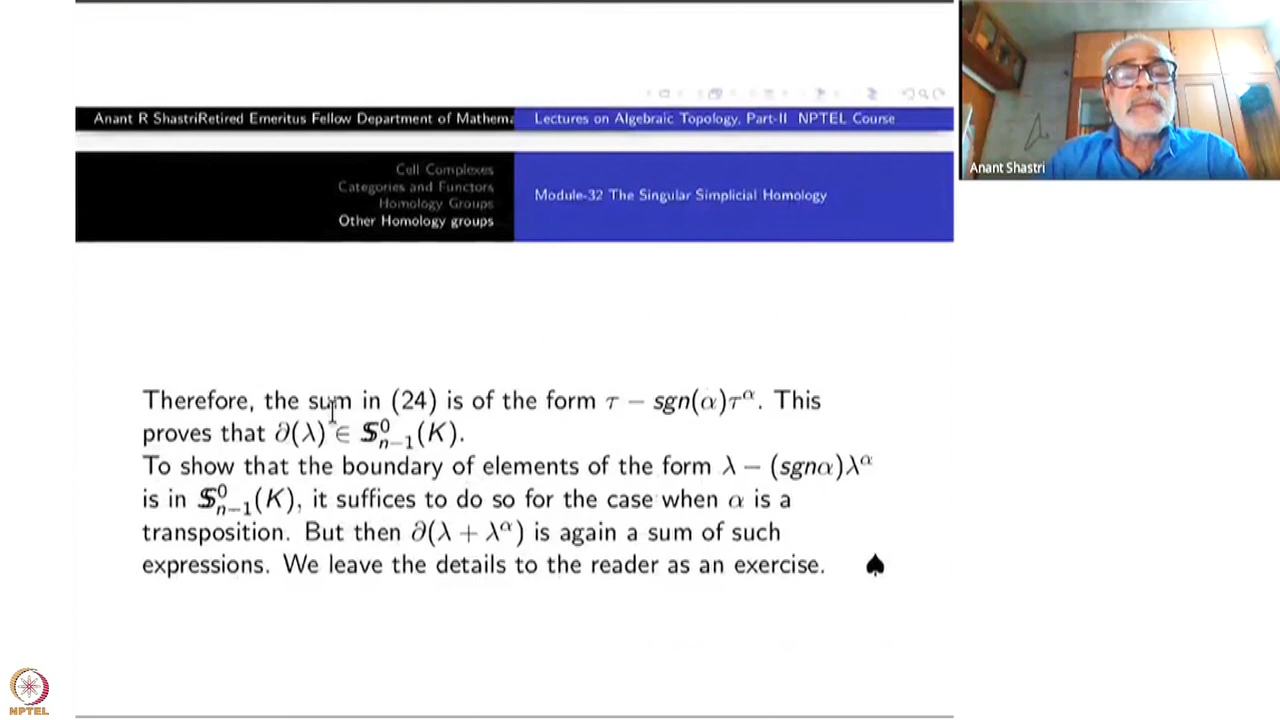 Anant R ShastriRetired Emeritus Fellow Department of Mathema
Lectures on Algebraic Topology, Part-II NPTEL Course
Cell Complexes
Categories and Functors
Homology Groups
Other Homology groups
Module-32 The Singular Simplicial Homology
Anant Shastri
Therefore, the sum in (24) is of the form τ − sgn(α)τ^α. This
proves that ∂(λ) ∈ 𝕊⁰ₙ₋₁(K).
To show that the boundary of elements of the form λ − (sgnα)λ^α
is in 𝕊⁰ₙ₋₁(K), it suffices to do so for the case when α is a
transposition. But then ∂(λ + λ^α) is again a sum of such
expressions. We leave the details to the reader as an exercise. ♠
NPTEL